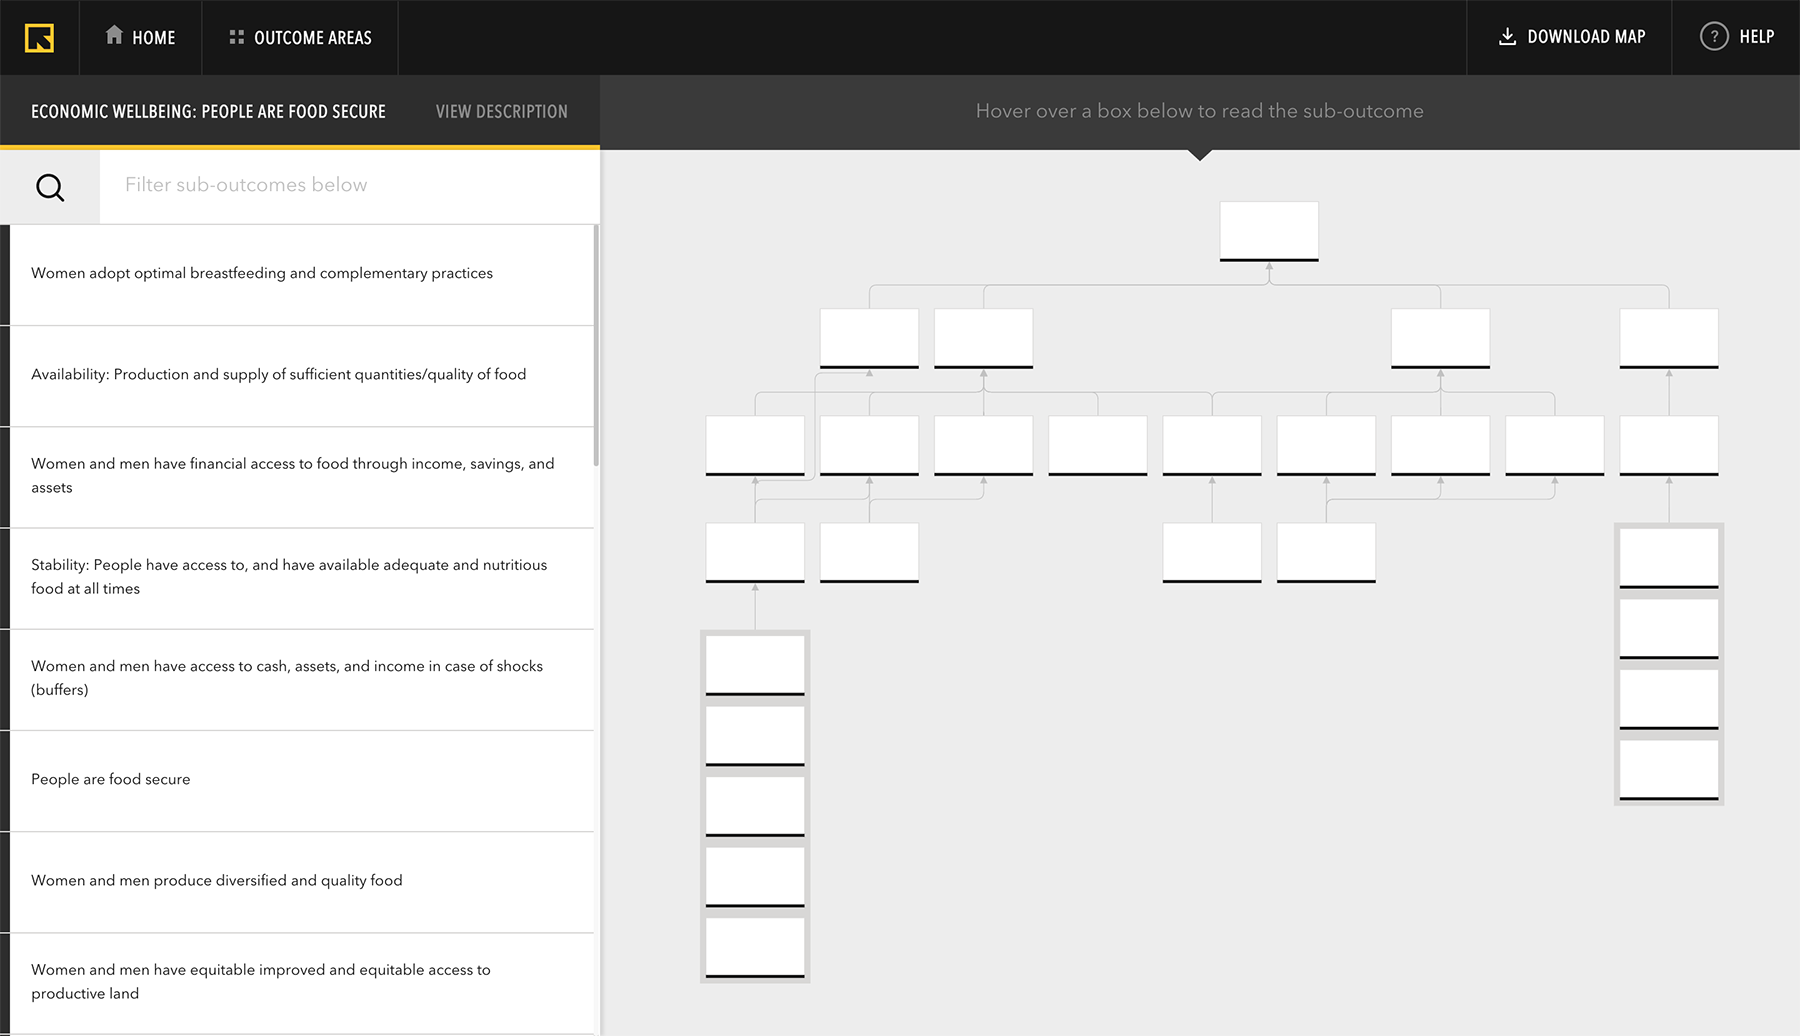 HOME
OUTCOME AREAS
DOWNLOAD MAP
? HELP
ECONOMIC WELLBEING: PEOPLE ARE FOOD SECURE
VIEW DESCRIPTION
Hover over a box below to read the sub-outcome
Filter sub-outcomes below
Women adopt optimal breastfeeding and complementary practices
Availability: Production and supply of sufficient quantities/quality of food
Women and men have financial access to food through income, savings, and
assets
Stability: People have access to, and have available adequate and nutritious
food at all times
Women and men have access to cash, assets, and income in case of shocks
(buffers)
People are food secure
Women and men produce diversified and quality food
Women and men have equitable improved and equitable access to
productive land